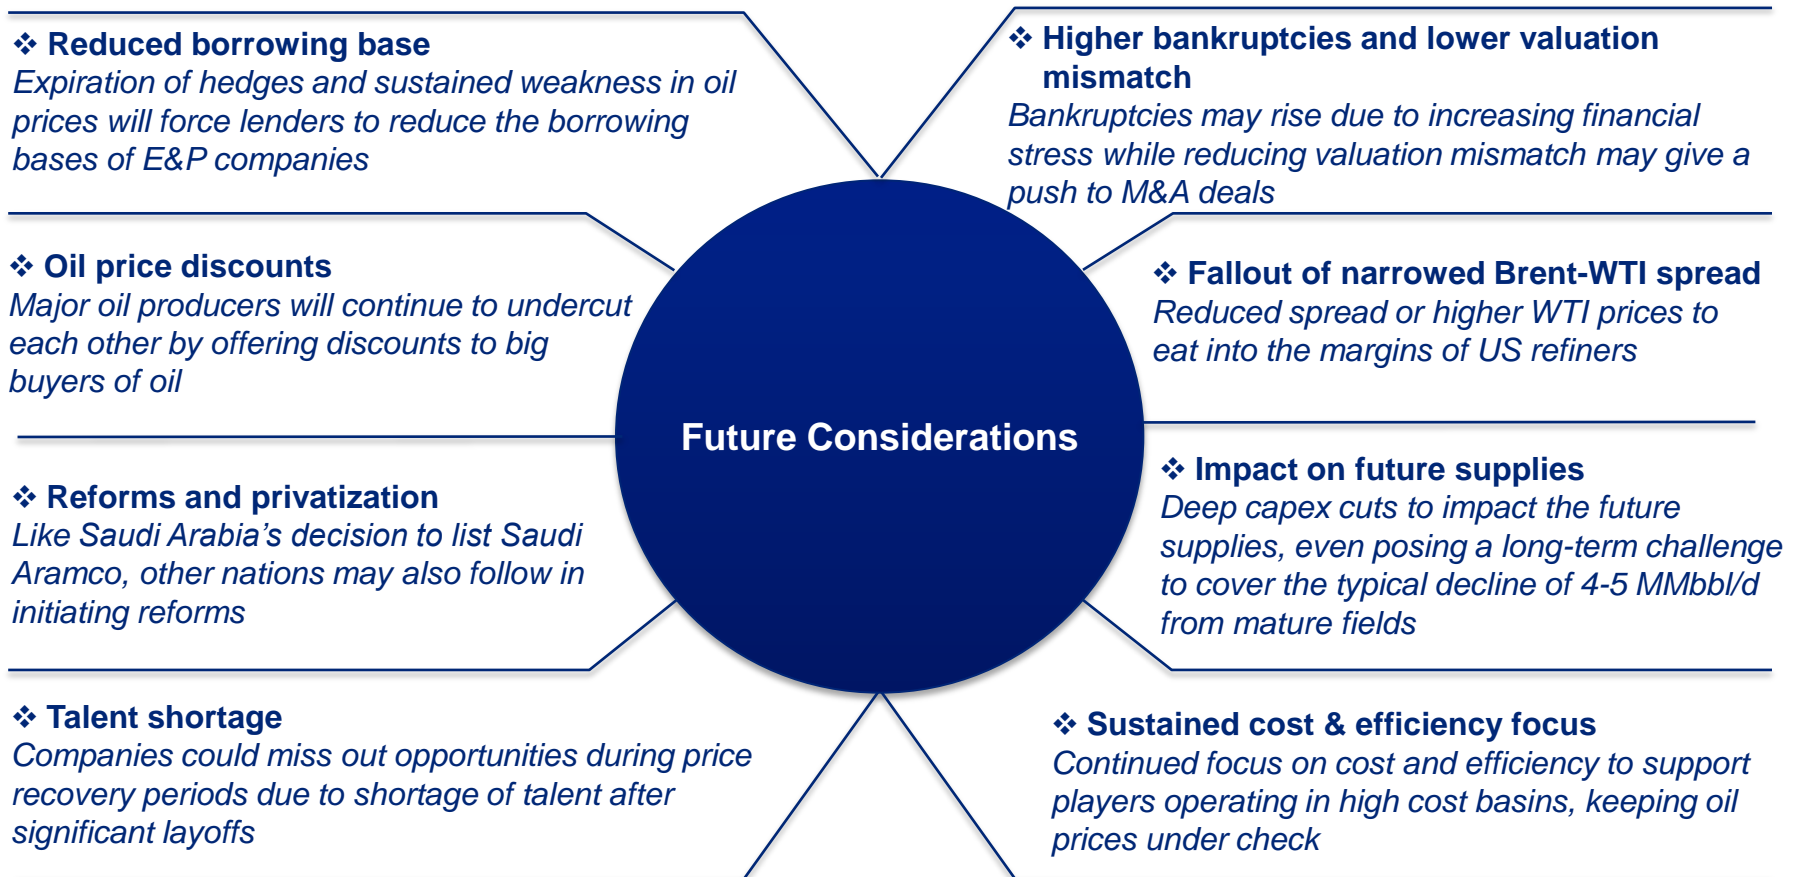 ❖ Reduced borrowing base
Expiration of hedges and sustained weakness in oil
prices will force lenders to reduce the borrowing
bases of E&P companies
❖ Oil price discounts
Major oil producers will continue to undercut
each other by offering discounts to big
buyers of oil
❖ Reforms and privatization
Like Saudi Arabia’s decision to list Saudi
Aramco, other nations may also follow in
initiating reforms
❖ Talent shortage
Companies could miss out opportunities during price
recovery periods due to shortage of talent after
significant layoffs
Future Considerations
❖ Higher bankruptcies and lower valuation
mismatch
Bankruptcies may rise due to increasing financial
stress while reducing valuation mismatch may give a
push to M&A deals
❖ Fallout of narrowed Brent-WTI spread
Reduced spread or higher WTI prices to
eat into the margins of US refiners
❖ Impact on future supplies
Deep capex cuts to impact the future
supplies, even posing a long-term challenge
to cover the typical decline of 4-5 MMbbl/d
from mature fields
❖ Sustained cost & efficiency focus
Continued focus on cost and efficiency to support
players operating in high cost basins, keeping oil
prices under check